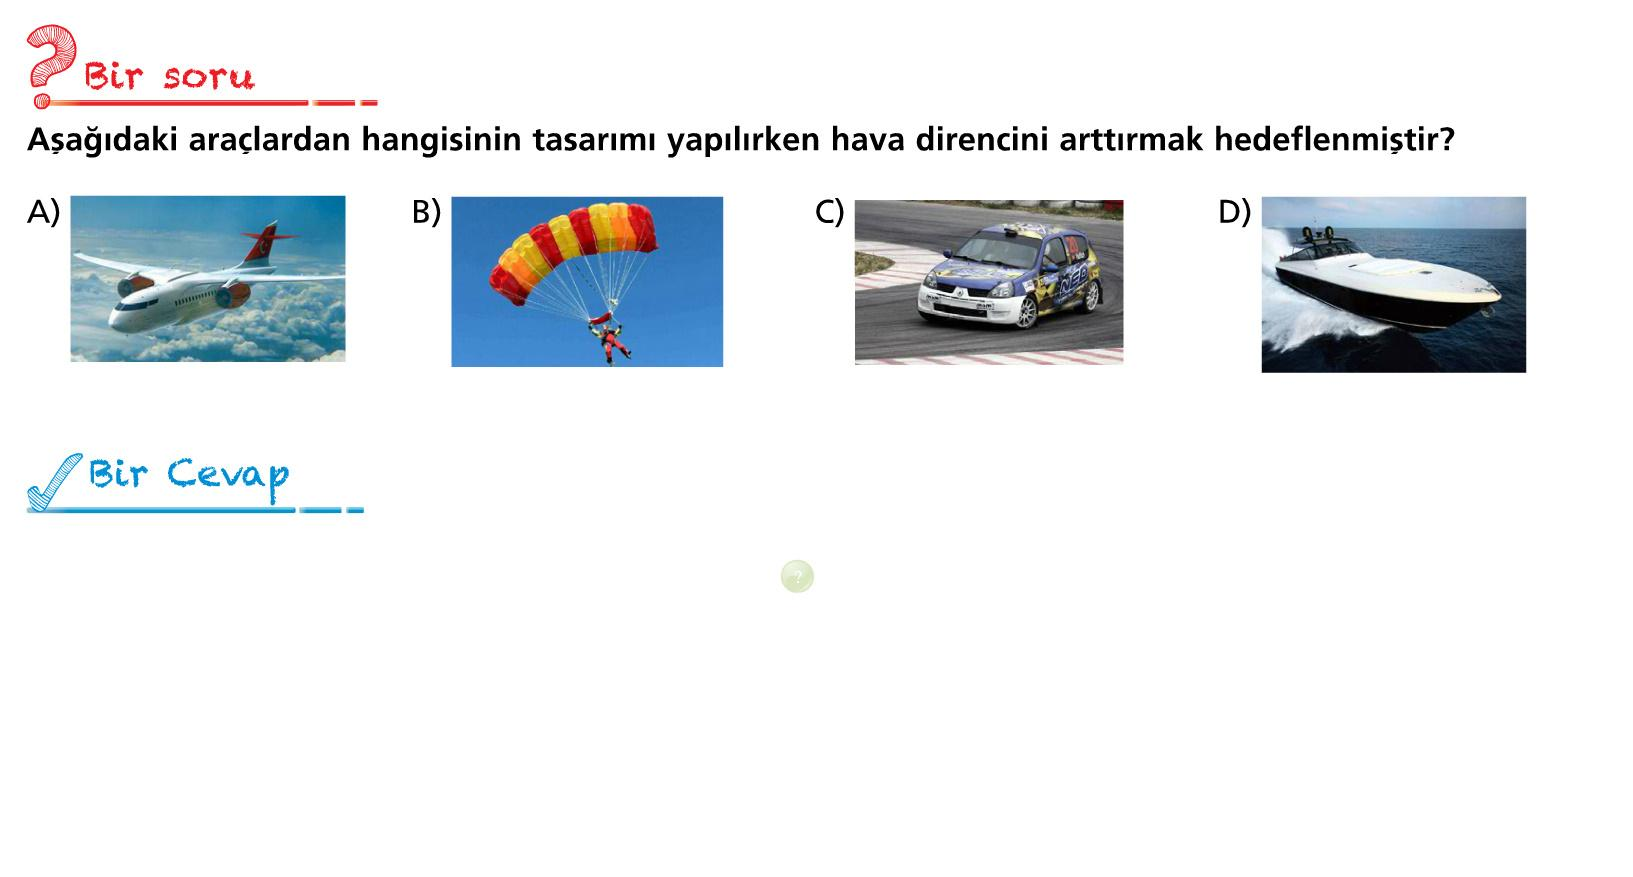 Bir soru
Aşağıdaki araçlardan hangisinin tasarımı yapılırken hava direncini arttırmak hedeflenmiştir?
A) B) C) D)
Bir Cevap
?